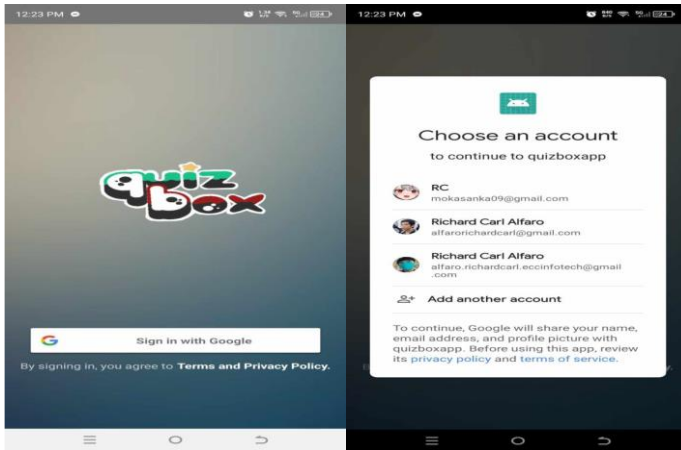 12:23 PM
quiz
box
Sign in with Google
By signing in, you agree to Terms and Privacy Policy.
12:23 PM
Choose an account
to continue to quizboxapp
RC
mokasanka09@gmail.com
Richard Carl Alfaro
alfarorichardcarl@gmail.com
Richard Carl Alfaro
alfaro.richardcarl.eccinfotech@gmail
.com
Add another account
To continue, Google will share your name,
email address, and profile picture with
quizboxapp. Before using this app, review
its privacy policy and terms of service.